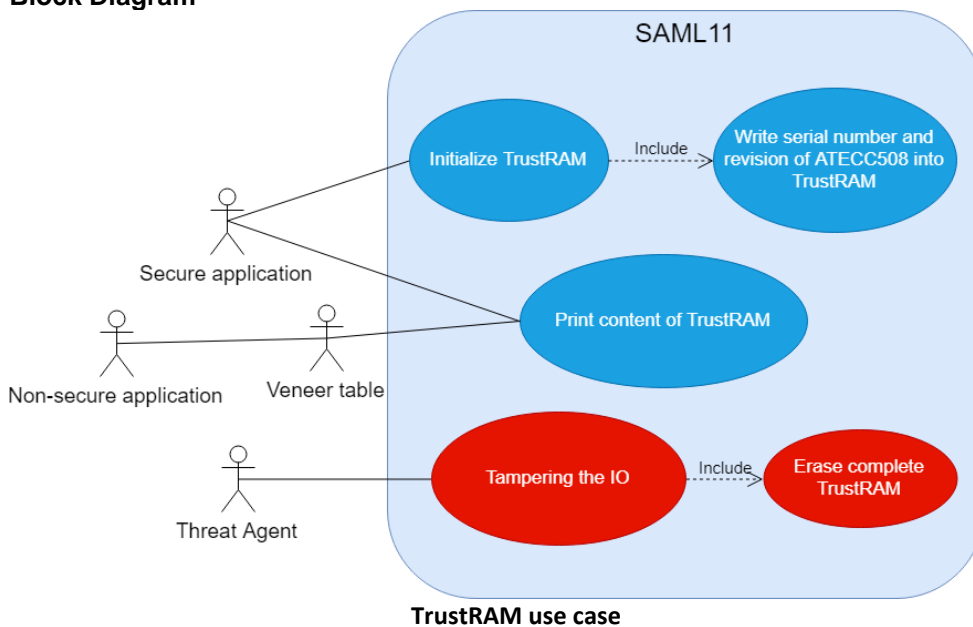 Block Diagram
SAML11
Initialize TrustRAM
Include
Write serial number and
revision of ATECC508 into
TrustRAM
Secure application
Print content of TrustRAM
Non-secure application
Veneer table
Tampering the IO
Include
Erase complete
TrustRAM
Threat Agent
TrustRAM use case